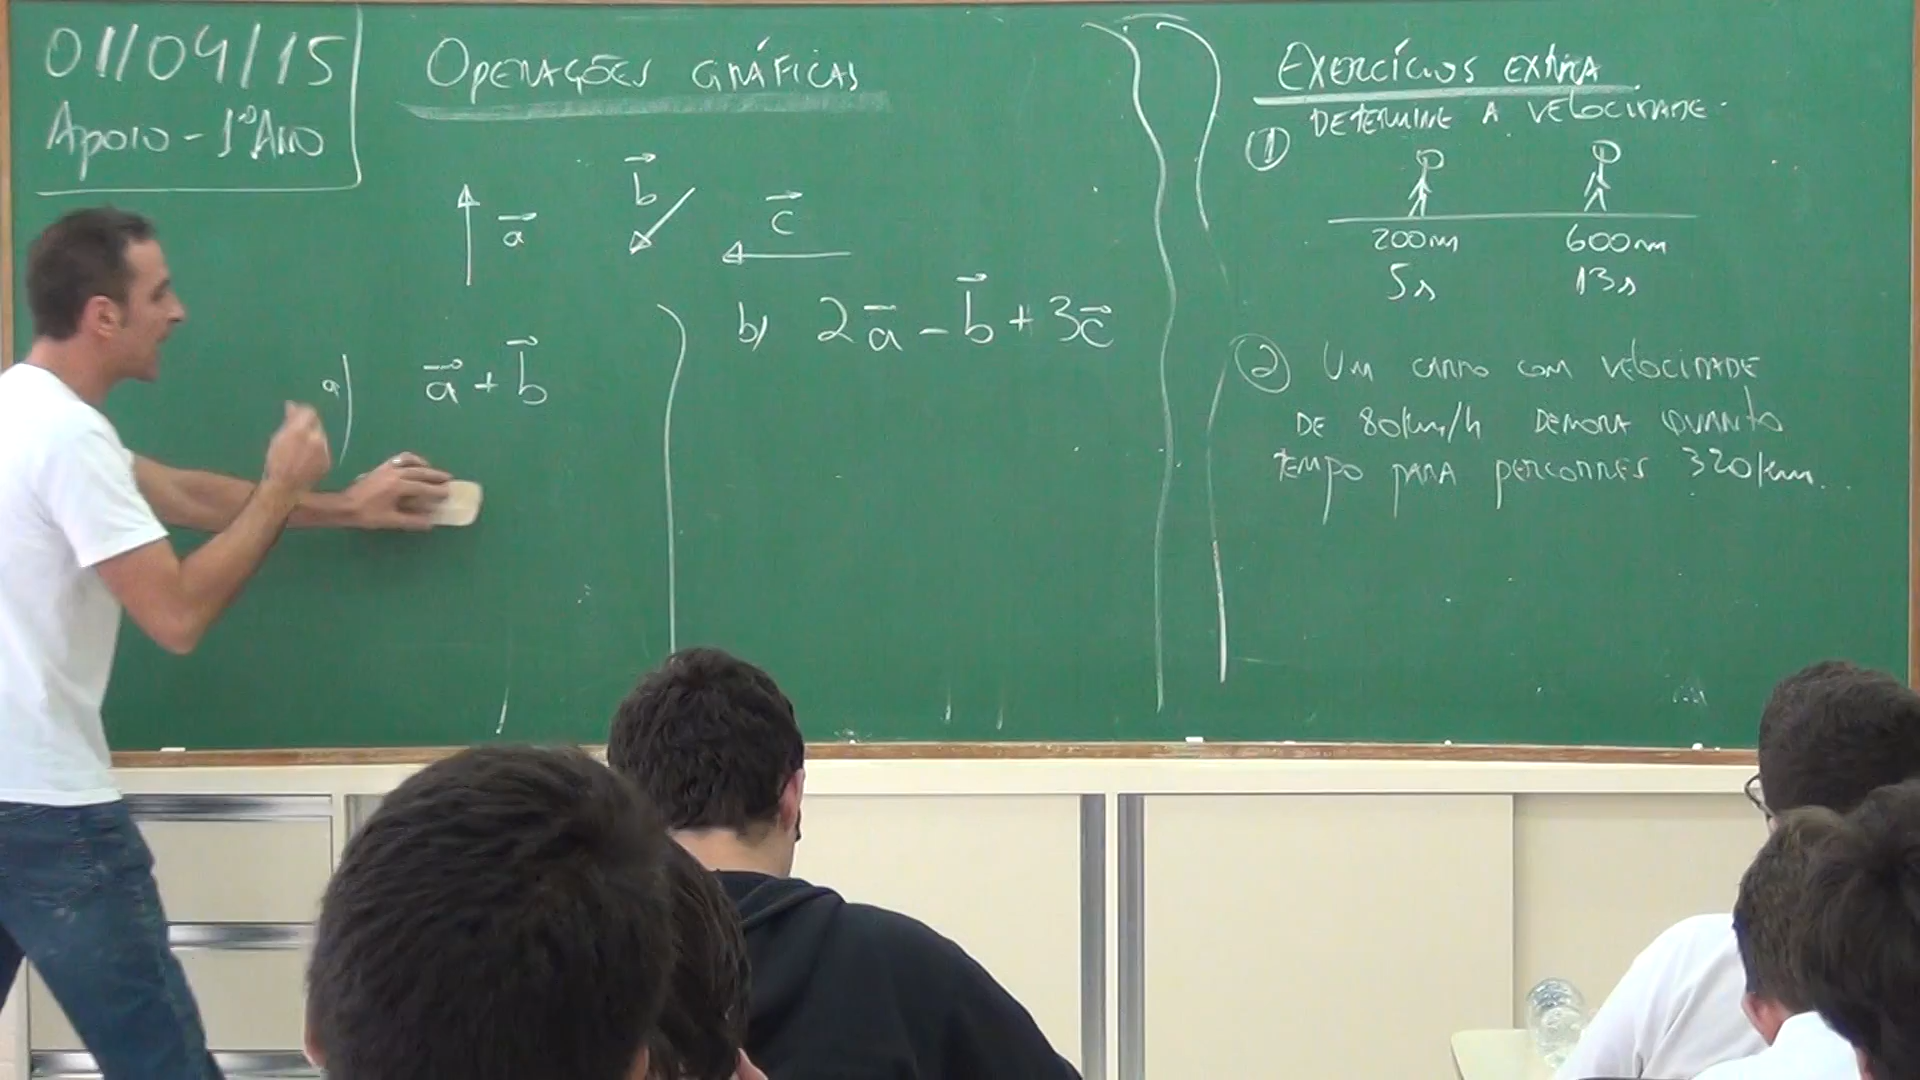 01/04/15
Apoio - 1º Ano
OPERAÇÕES GRÁFICAS
a
b
c
a) a + b
b) 2a - b + 3c
EXERCÍCIOS EXTRA
DETERMINE A VELOCIDADE.
1
200m 600m
5s 13s
2 UM CARRO COM VELOCIDADE
DE 80km/h DEMORA QUANTO
TEMPO PARA PERCORRER 320km.